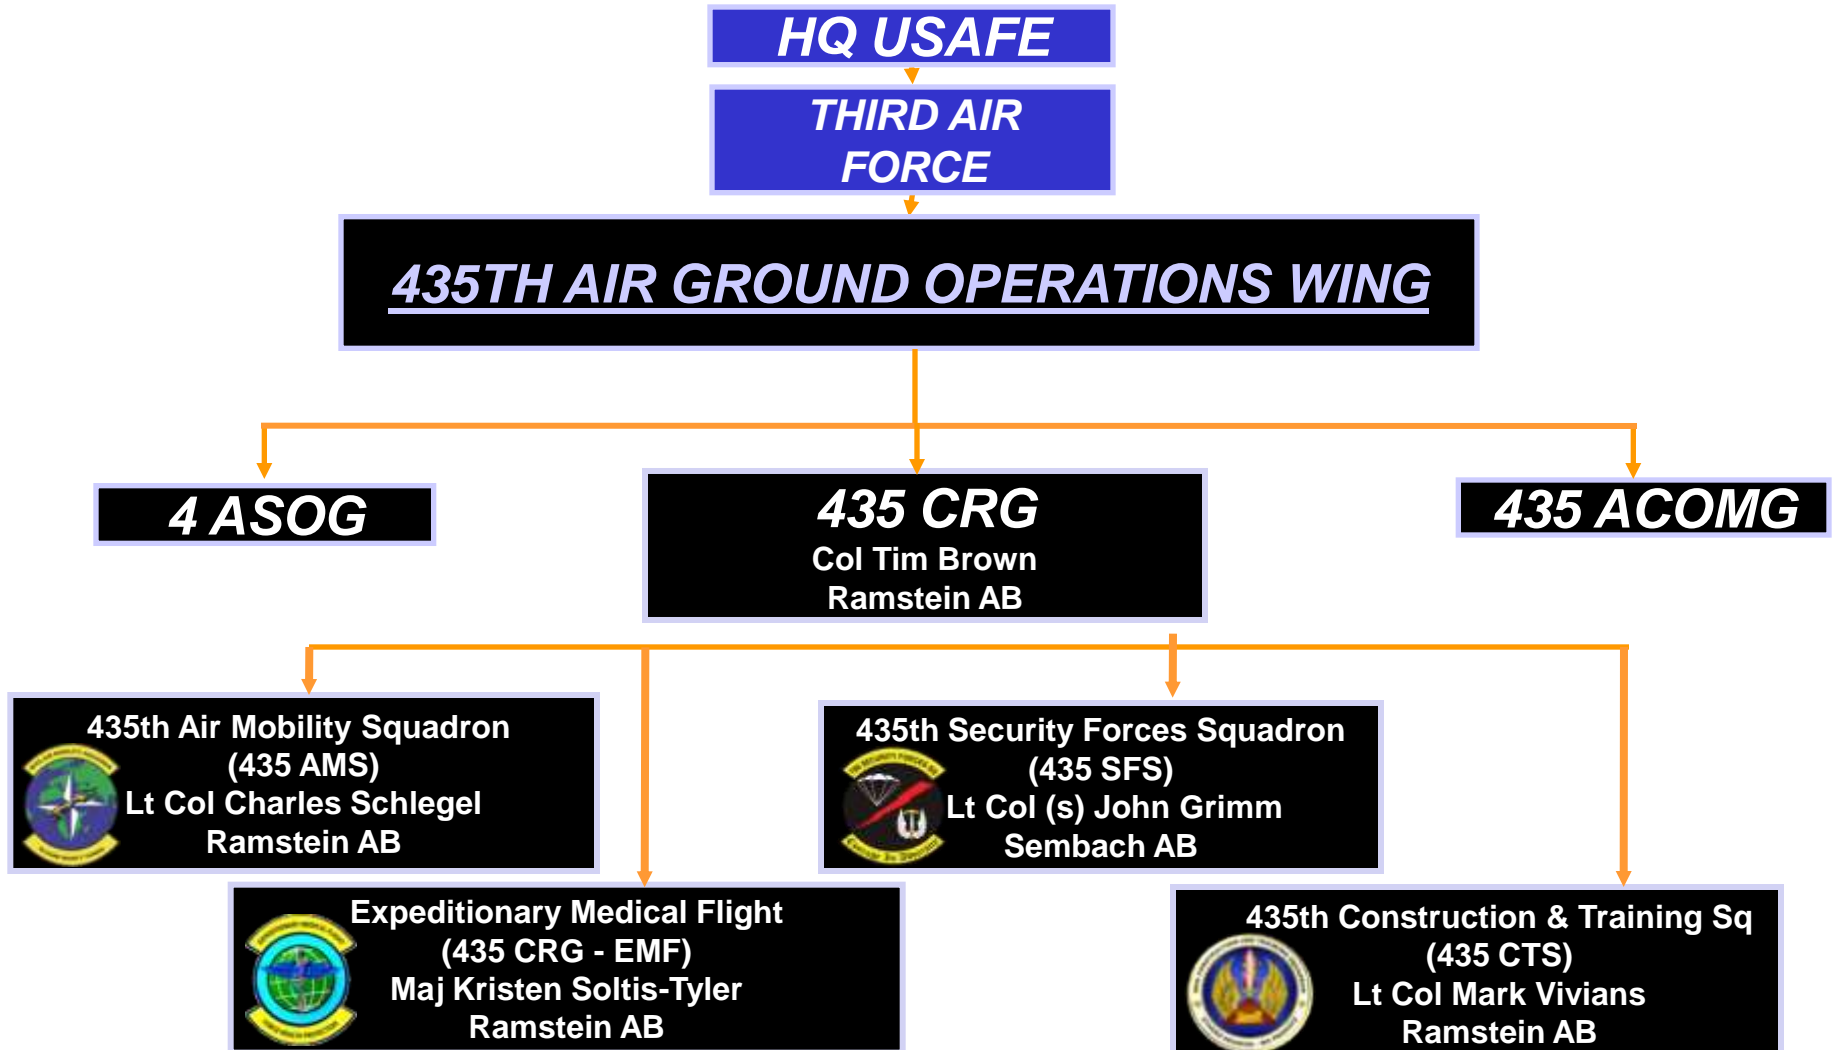 HQ USAFE
THIRD AIR
FORCE
435TH AIR GROUND OPERATIONS WING
4 ASOG
435 CRG
Col Tim Brown
Ramstein AB
435 ACOMG
435th Air Mobility Squadron
(435 AMS)
Lt Col Charles Schlegel
Ramstein AB
435th Security Forces Squadron
(435 SFS)
Lt Col (s) John Grimm
Sembach AB
Expeditionary Medical Flight
(435 CRG - EMF)
Maj Kristen Soltis-Tyler
Ramstein AB
435th Construction & Training Sq
(435 CTS)
Lt Col Mark Vivians
Ramstein AB